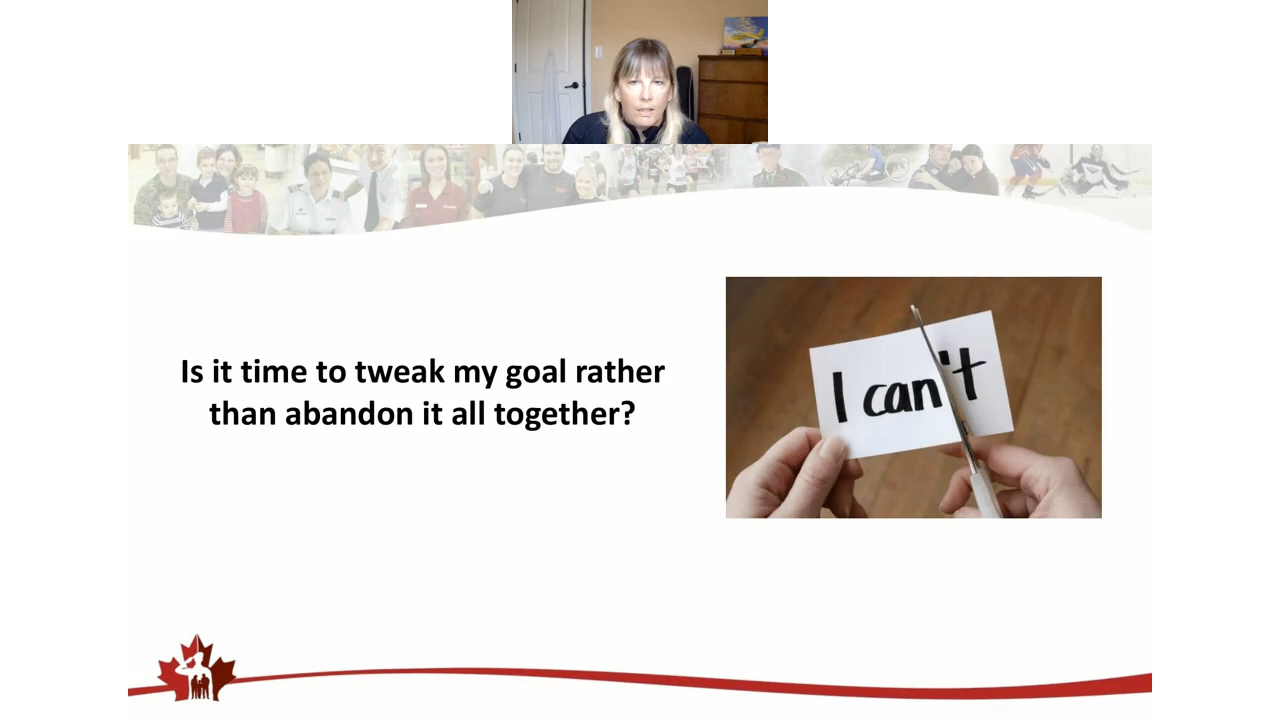 Is it time to tweak my goal rather
than abandon it all together?
I can't